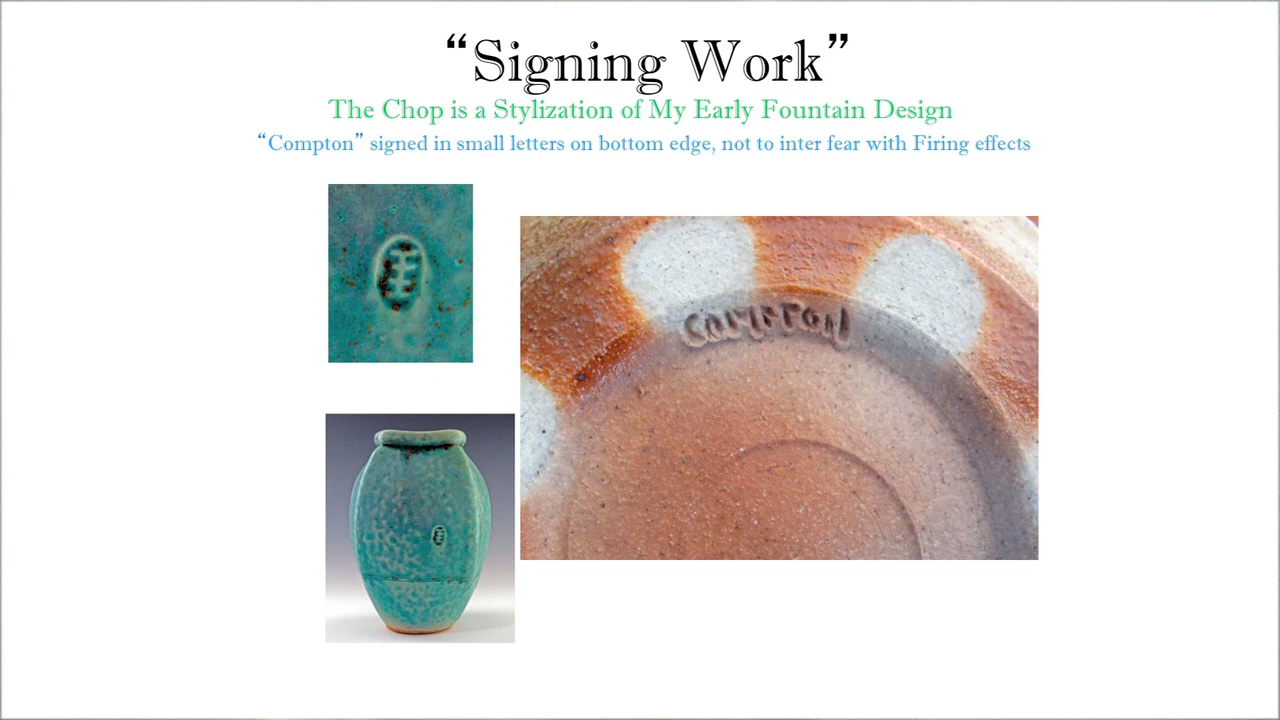 “Signing Work”
The Chop is a Stylization of My Early Fountain Design
“Compton” signed in small letters on bottom edge, not to inter fear with Firing effects
COMPTON